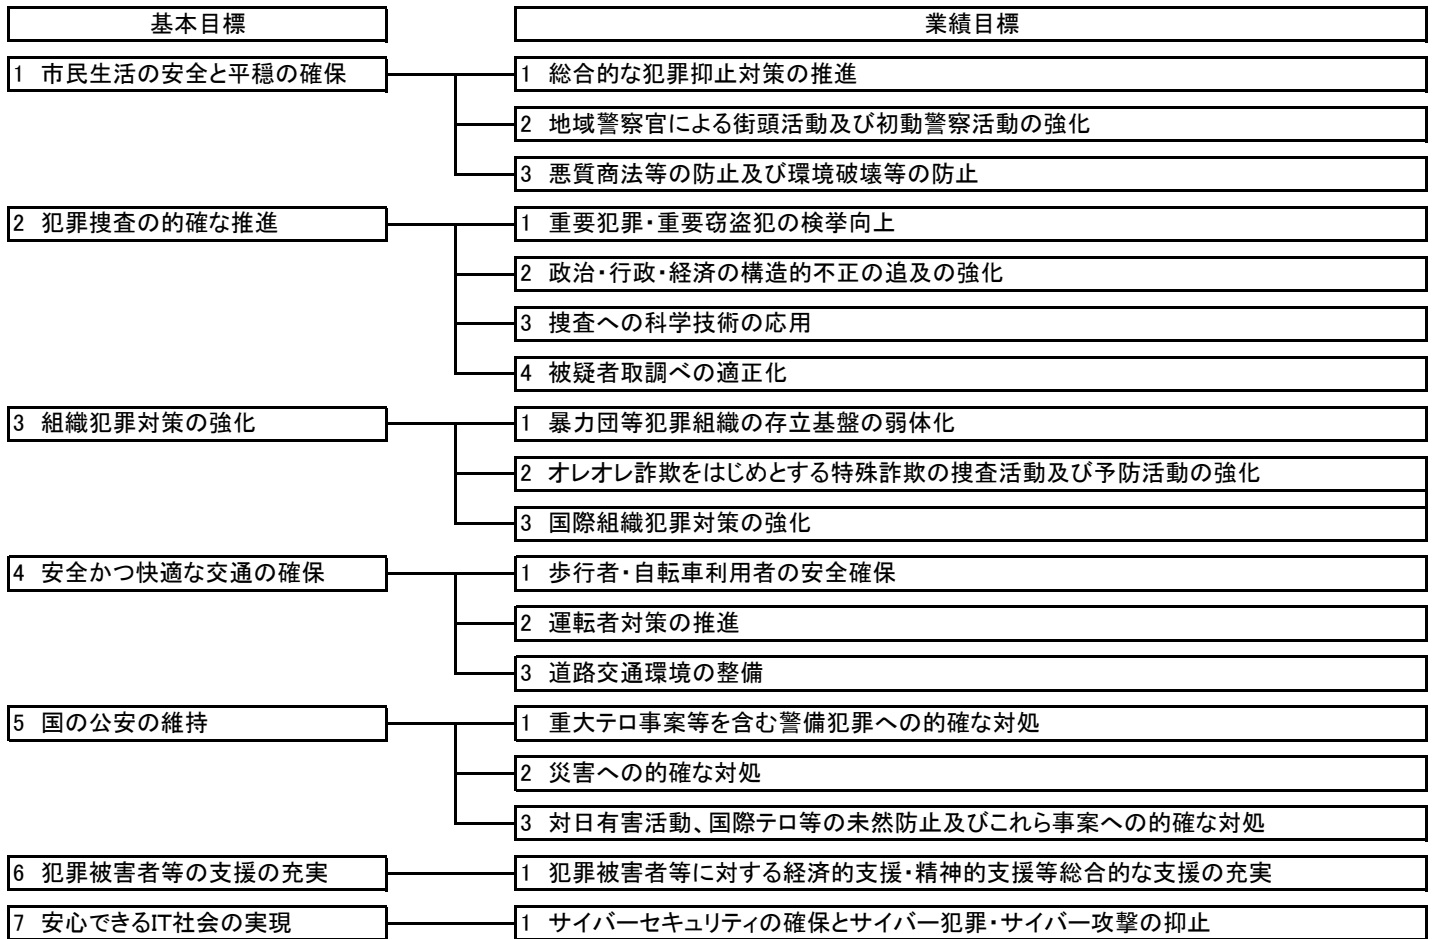 基本目標 業績目標
1 市民生活の安全と平穏の確保 1 総合的な犯罪抑止対策の推進
2 地域警察官による街頭活動及び初動警察活動の強化
3 悪質商法等の防止及び環境破壊等の防止
2 犯罪捜査の的確な推進 1 重要犯罪・重要窃盗犯の検挙向上
2 政治・行政・経済の構造的不正の追及の強化
3 捜査への科学技術の応用
4 被疑者取調べの適正化
3 組織犯罪対策の強化 1 暴力団等犯罪組織の存立基盤の弱体化
2 オレオレ詐欺をはじめとする特殊詐欺の捜査活動及び予防活動の強化
3 国際組織犯罪対策の強化
4 安全かつ快適な交通の確保 1 歩行者・自転車利用者の安全確保
2 運転者対策の推進
3 道路交通環境の整備
5 国の公安の維持 1 重大テロ事案等を含む警備犯罪への的確な対処
2 災害への的確な対処
3 対日有害活動、国際テロ等の未然防止及びこれら事案への的確な対処
6 犯罪被害者等の支援の充実 1 犯罪被害者等に対する経済的支援・精神的支援等総合的な支援の充実
7 安心できるIT社会の実現 1 サイバーセキュリティの確保とサイバー犯罪・サイバー攻撃の抑止